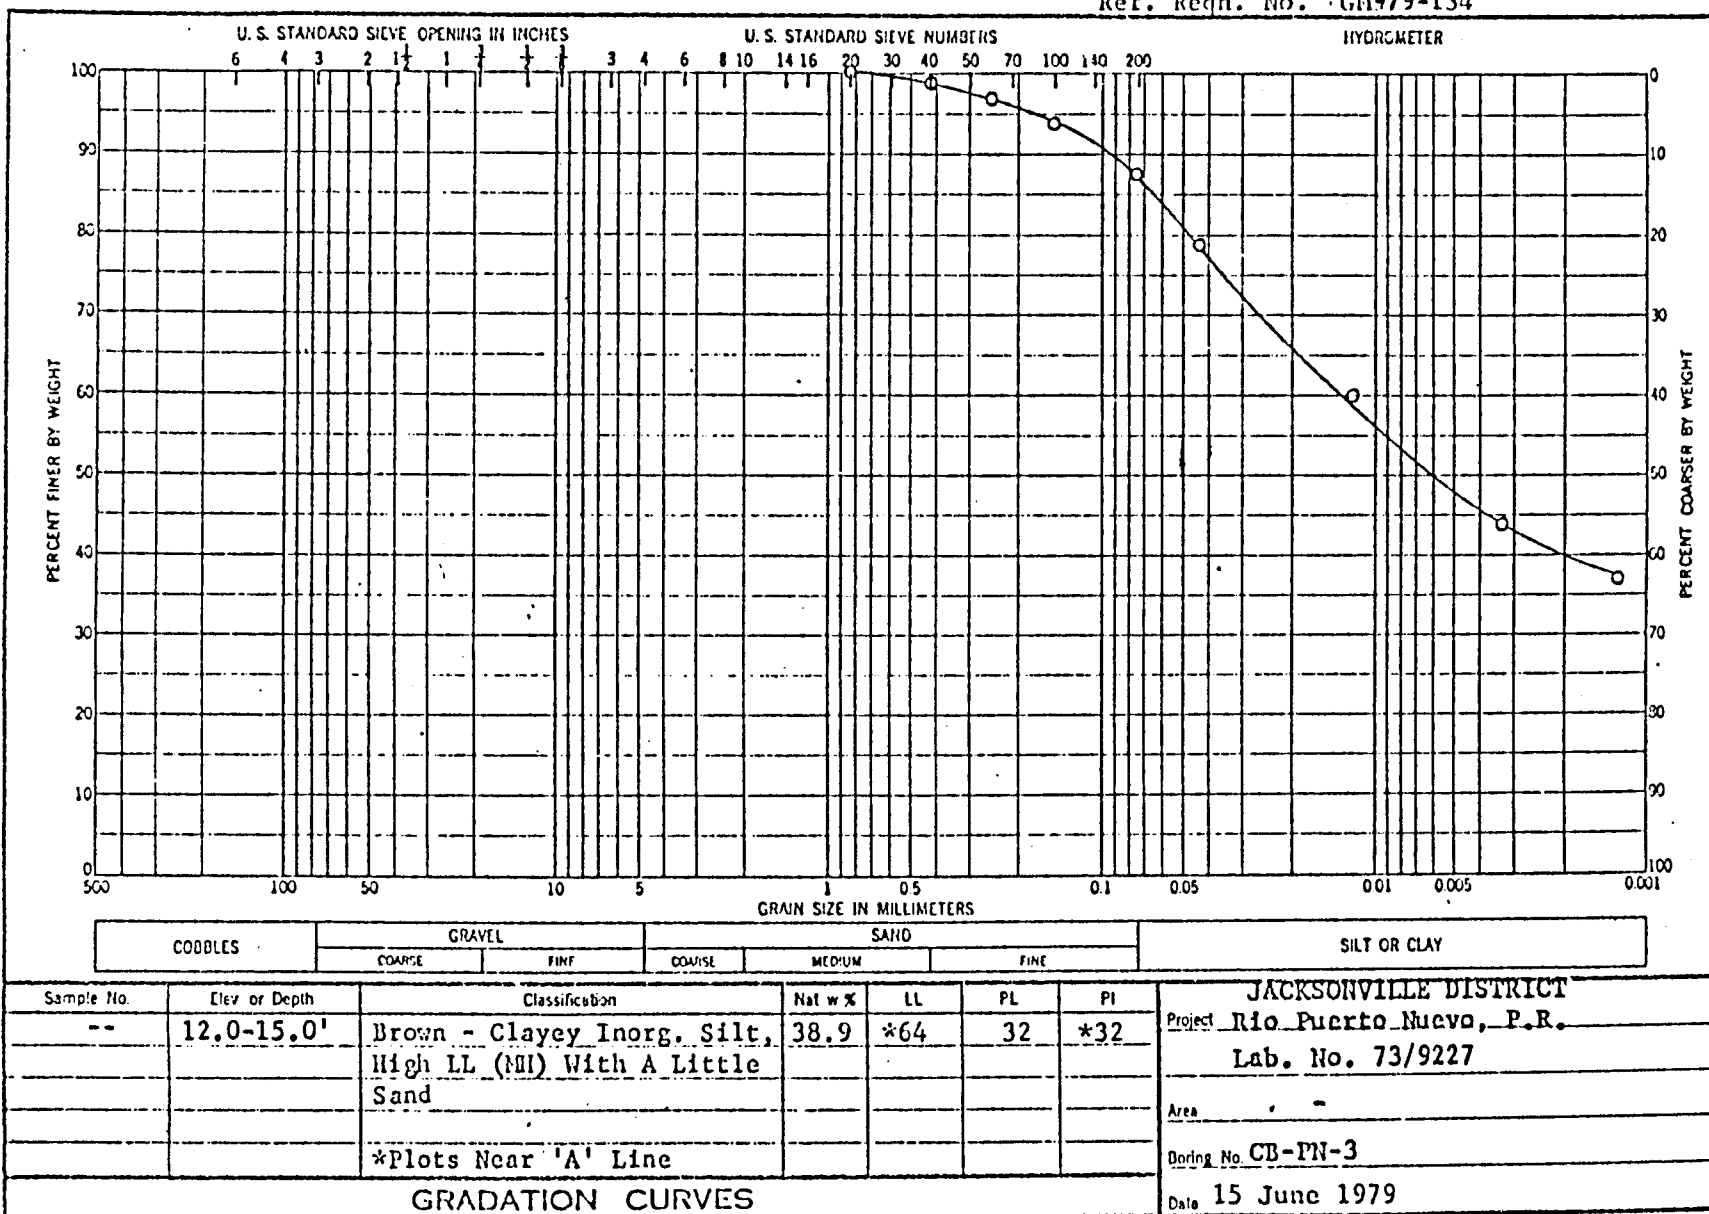 Ref. Reqn. No. GM979-134
U. S. STANDARD SIEVE OPENING IN INCHES U. S. STANDARD SIEVE NUMBERS HYDROMETER
6 4 3 2 1½ 1 3 4 6 8 10 14 16 20 30 40 50 70 100 140 200
100 0
90 10
80 20
70 30
60 40
50 50
40 60
30 70
20 80
10 90
0 100
PERCENT FINER BY WEIGHT
PERCENT COARSER BY WEIGHT
500 100 50 10 5 1 0.5 0.1 0.05 0.01 0.005 0.001
GRAIN SIZE IN MILLIMETERS
COBBLES GRAVEL SAND SILT OR CLAY
COARSE FINE COARSE MEDIUM FINE
Sample No. Elev or Depth Classification Nat w % LL PL PI
-- 12.0-15.0' Brown - Clayey Inorg. Silt, 38.9 *64 32 *32
High LL (MH) With A Little
Sand
*Plots Near 'A' Line
JACKSONVILLE DISTRICT
Project Rio Puerto Nuevo, P.R.
Lab. No. 73/9227
Area -
Boring No. CB-PN-3
GRADATION CURVES
Date 15 June 1979